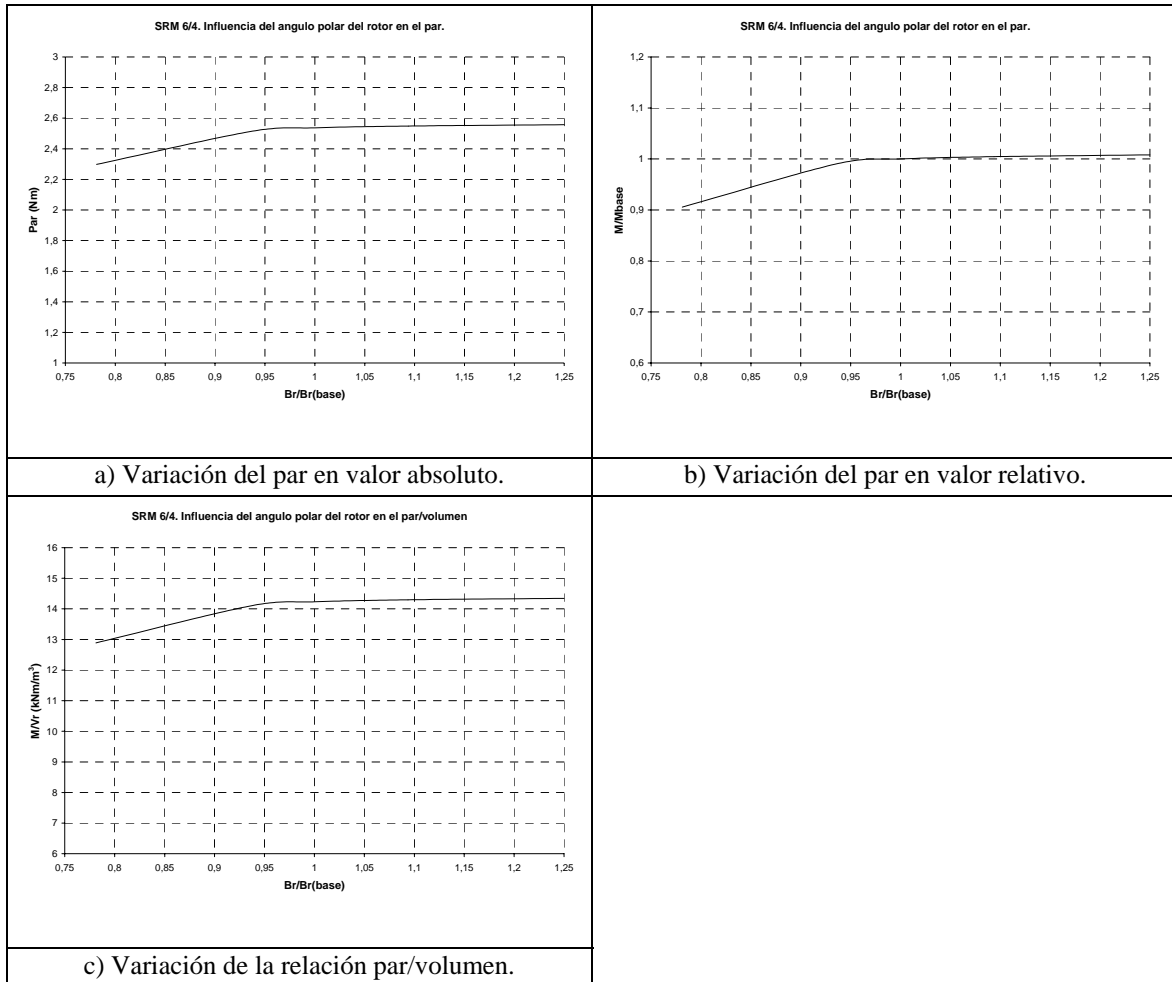 SRM 6/4. Influencia del angulo polar del rotor en el par.
Par (Nm)
3
2,8
2,6
2,4
2,2
2
1,8
1,6
1,4
1,2
1
0,75 0,8 0,85 0,9 0,95 1 1,05 1,1 1,15 1,2 1,25
Br/Br(base)
a) Variación del par en valor absoluto.
SRM 6/4. Influencia del angulo polar del rotor en el par.
M/Mbase
1,2
1,1
1
0,9
0,8
0,7
0,6
0,75 0,8 0,85 0,9 0,95 1 1,05 1,1 1,15 1,2 1,25
Br/Br(base)
b) Variación del par en valor relativo.
SRM 6/4. Influencia del angulo polar del rotor en el par/volumen
M/Vr (kNm/m³)
16
15
14
13
12
11
10
9
8
7
6
0,75 0,8 0,85 0,9 0,95 1 1,05 1,1 1,15 1,2 1,25
Br/Br(base)
c) Variación de la relación par/volumen.